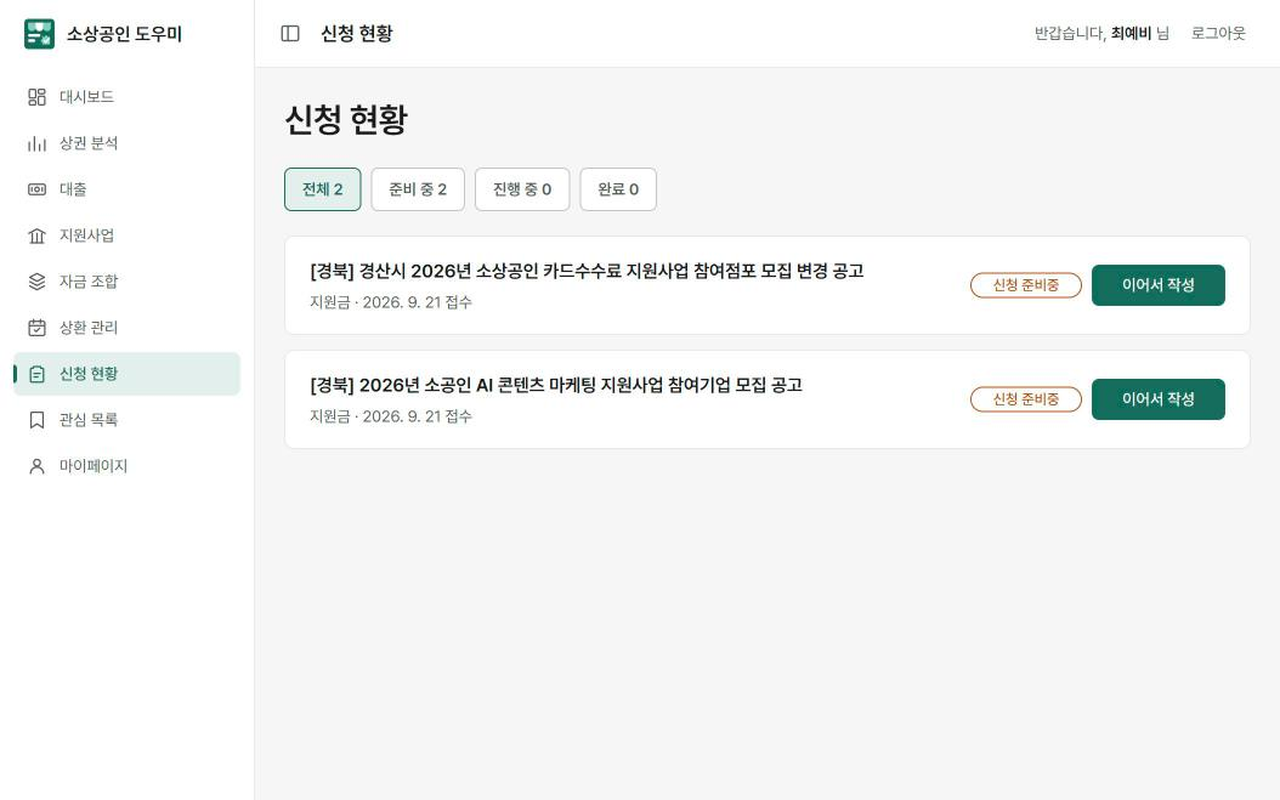 소상공인 도우미
대시보드
상권 분석
대출
지원사업
자금 조합
상환 관리
신청 현황
관심 목록
마이페이지
신청 현황
반갑습니다, 최예비 님
로그아웃
신청 현황
전체 2
준비 중 2
진행 중 0
완료 0
[경북] 경산시 2026년 소상공인 카드수수료 지원사업 참여점포 모집 변경 공고
지원금 · 2026. 9. 21 접수
신청 준비중
이어서 작성
[경북] 2026년 소공인 AI 콘텐츠 마케팅 지원사업 참여기업 모집 공고
지원금 · 2026. 9. 21 접수
신청 준비중
이어서 작성